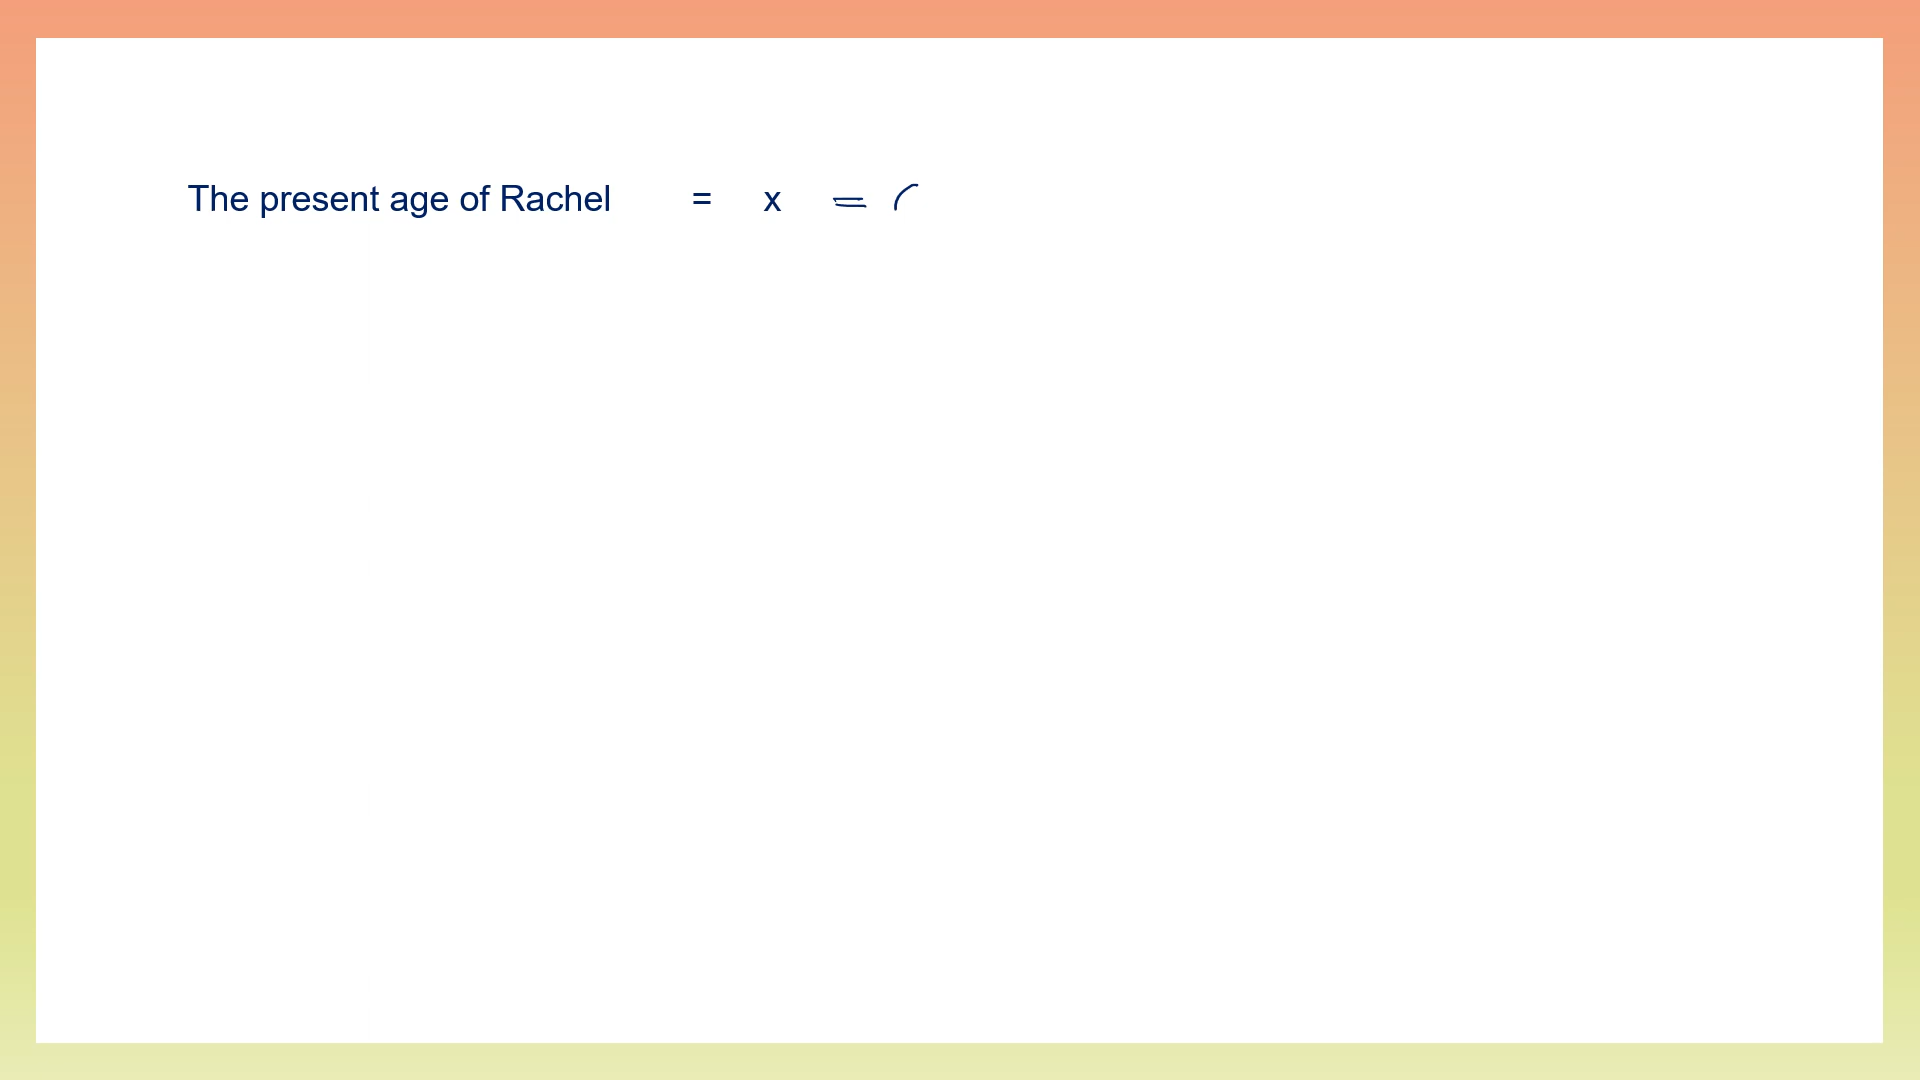 The present age of Rachel = x =